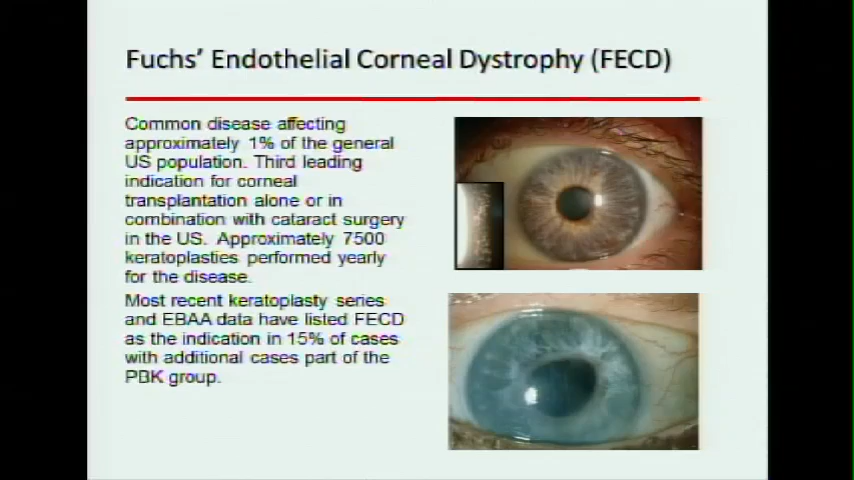 Fuchs’ Endothelial Corneal Dystrophy (FECD)
Common disease affecting
approximately 1% of the general
US population. Third leading
indication for corneal
transplantation alone or in
combination with cataract surgery
in the US. Approximately 7500
keratoplasties performed yearly
for the disease.
Most recent keratoplasty series
and EBAA data have listed FECD
as the indication in 15% of cases
with additional cases part of the
PBK group.